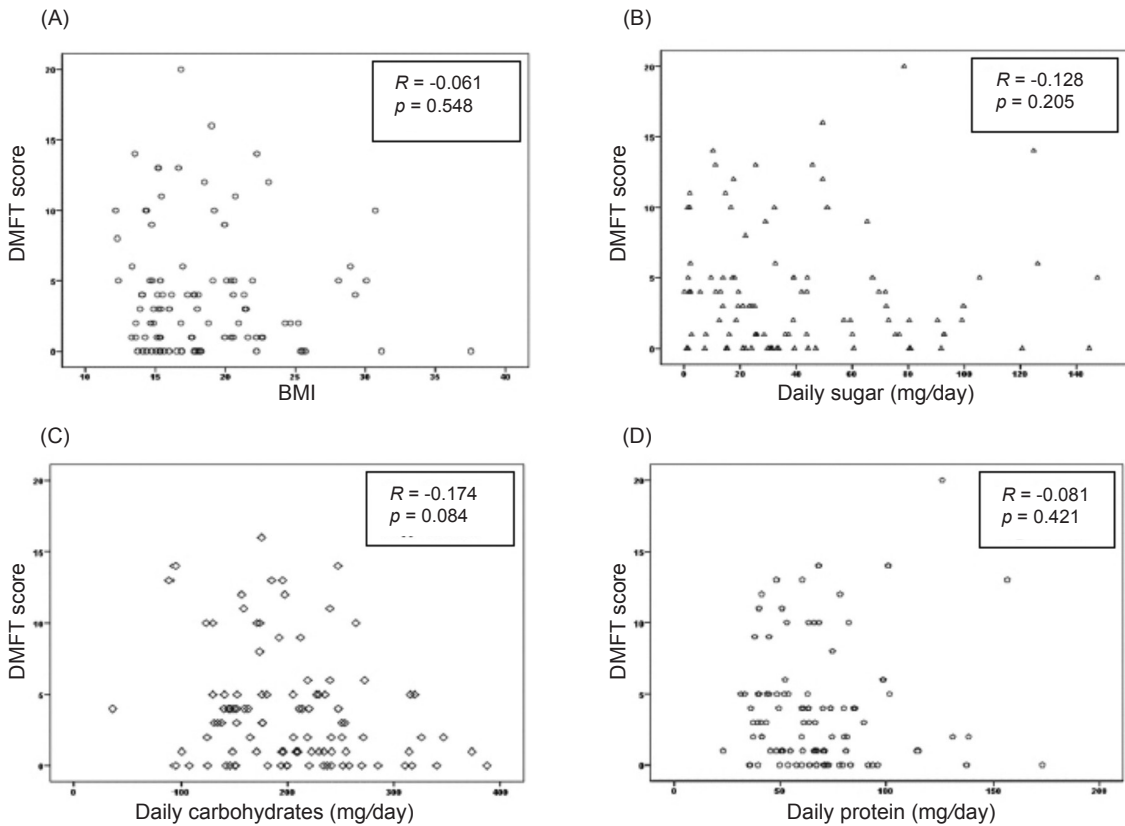 (A)
R = -0.061
p = 0.548
DMFT score
20
15
10
5
0
10 15 20 25 30 35 40
BMI
(B)
R = -0.128
p = 0.205
DMFT score
20
15
10
5
0
0 20 40 60 80 100 120 140
Daily sugar (mg/day)
(C)
R = -0.174
p = 0.084
--
DMFT score
20
15
10
5
0
0 100 200 300 400
Daily carbohydrates (mg/day)
(D)
R = -0.081
p = 0.421
DMFT score
20
15
10
5
0
0 50 100 150 200
Daily protein (mg/day)